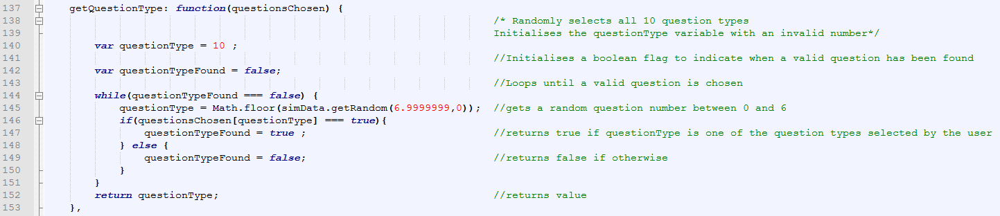 137 getQuestionType: function(questionsChosen) {
138 /* Randomly selects all 10 question types
139 Initialises the questionType variable with an invalid number*/
140 var questionType = 10 ;
141 //Initialises a boolean flag to indicate when a valid question has been found
142 var questionTypeFound = false;
143 //Loops until a valid question is chosen
144 while(questionTypeFound === false) {
145 questionType = Math.floor(simData.getRandom(6.9999999,0)); //gets a random question number between 0 and 6
146 if(questionsChosen[questionType] === true){
147 questionTypeFound = true ; //returns true if questionType is one of the question types selected by the user
148 } else {
149 questionTypeFound = false; //returns false if otherwise
150 }
151 }
152 return questionType; //returns value
153 },